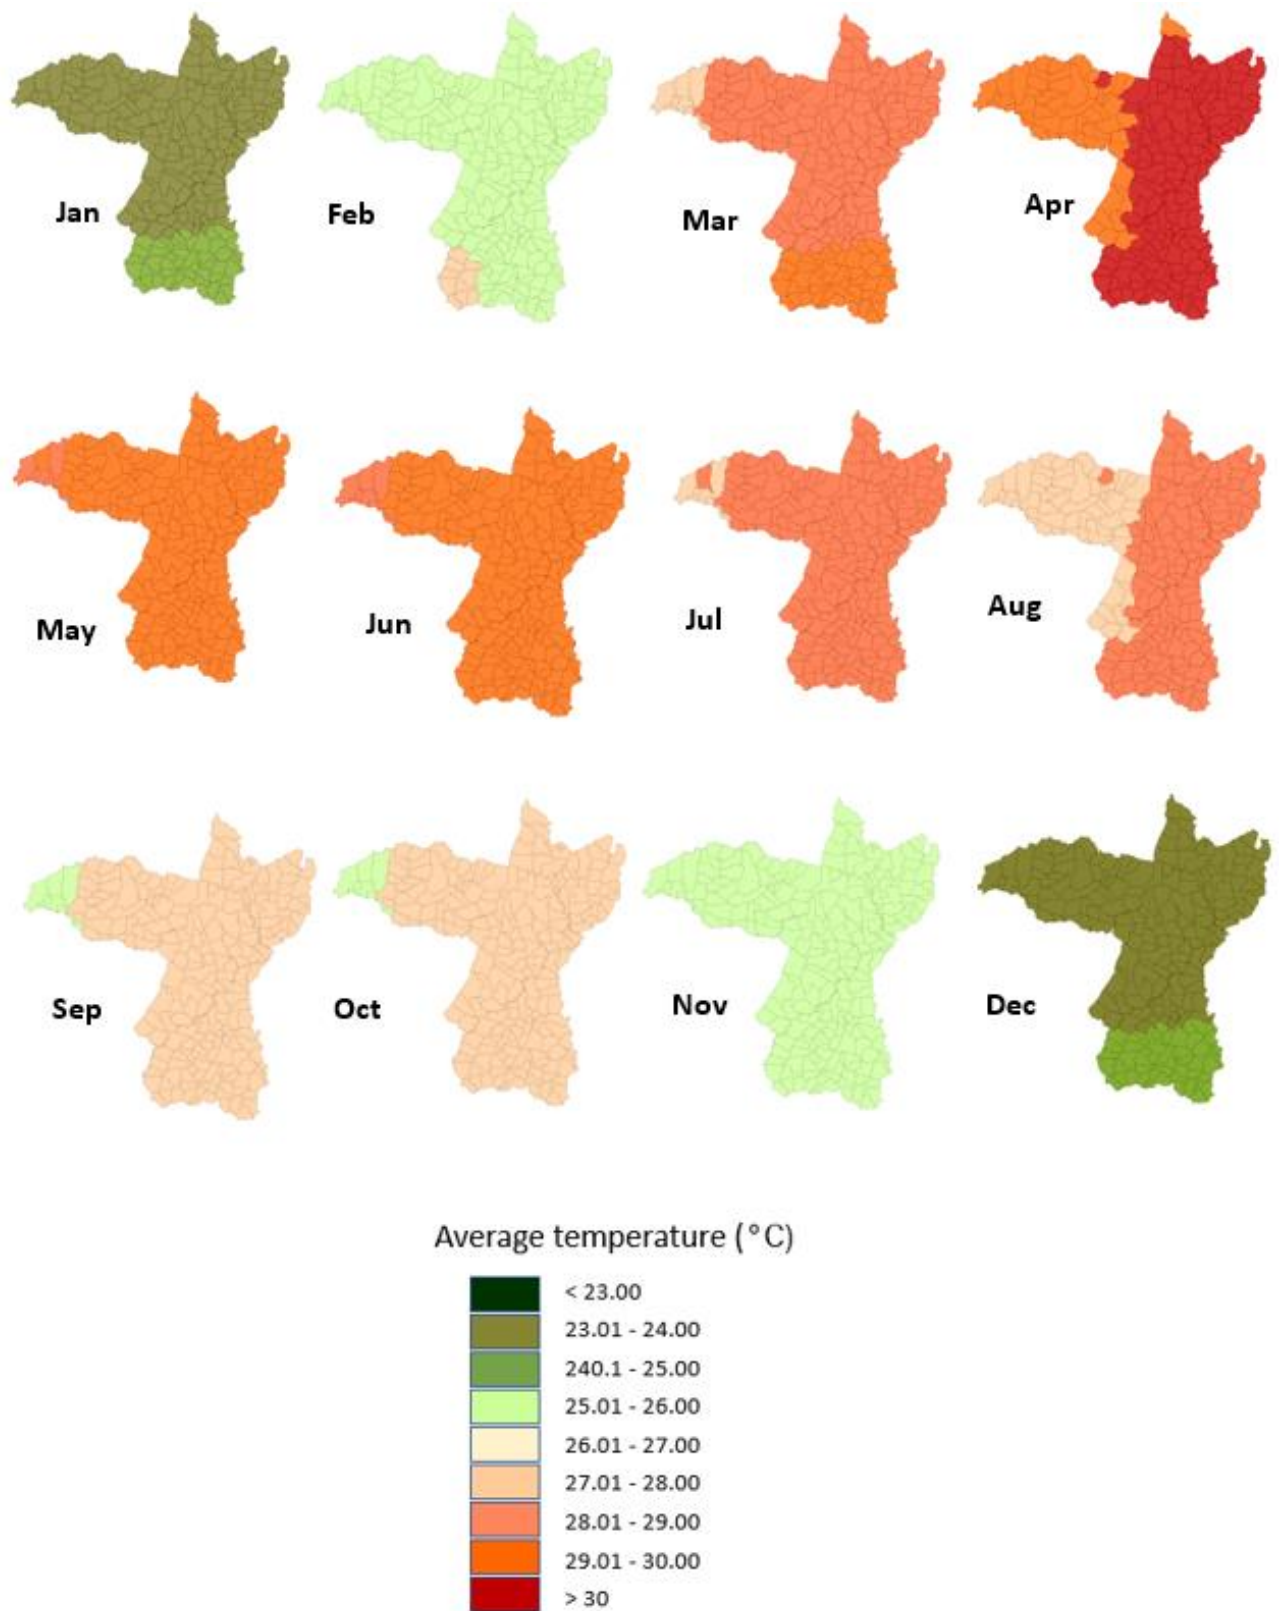 Jan
Feb
Mar
Apr
May
Jun
Jul
Aug
Sep
Oct
Nov
Dec
Average temperature (°C)
< 23.00
23.01 - 24.00
240.1 - 25.00
25.01 - 26.00
26.01 - 27.00
27.01 - 28.00
28.01 - 29.00
29.01 - 30.00
> 30